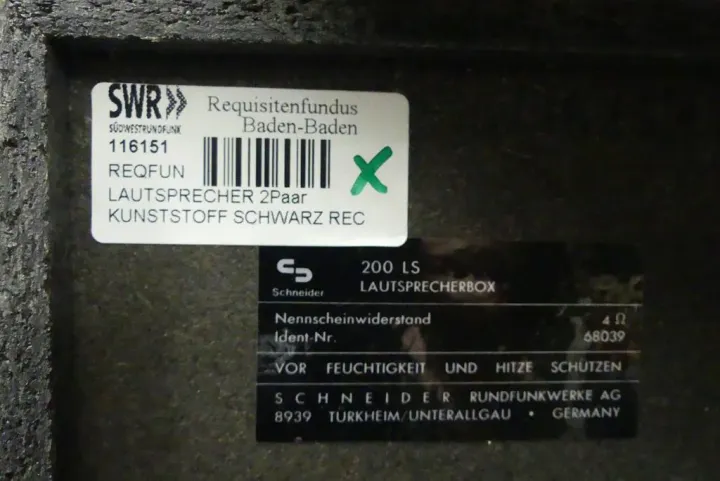 SWR
SÜDWESTRUNDFUNK
Requisitenfundus
Baden-Baden
116151
REQFUN
LAUTSPRECHER 2Paar
KUNSTSTOFF SCHWARZ REC
Schneider
200 LS
LAUTSPRECHERBOX
Nennscheinwiderstand 4 Ω
Ident-Nr. 68039
VOR FEUCHTIGKEIT UND HITZE SCHÜTZEN
SCHNEIDER RUNDFUNKWERKE AG
8939 TÜRKHEIM/UNTERALLGAU • GERMANY